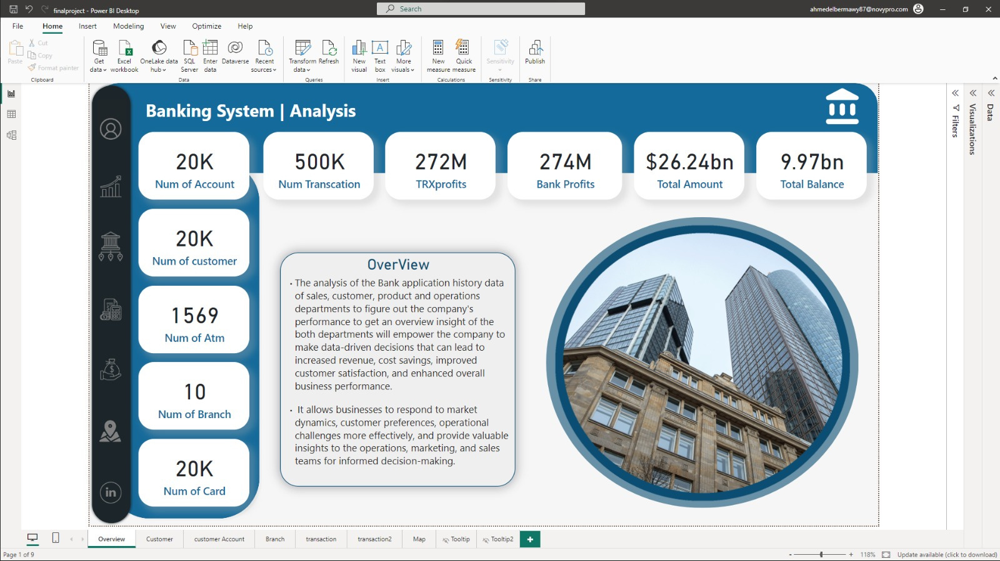 finalproject - Power BI Desktop
Search
ahmedelbermawy87@novypro.com
File Home Insert Modeling View Optimize Help
Paste
Cut
Copy
Format painter
Clipboard
Get data
Excel workbook
OneLake data hub
SQL Server
Enter data
Dataverse
Recent sources
Data
Transform data
Refresh
Queries
New visual
Text box
More visuals
Insert
New measure
Quick measure
Calculations
Sensitivity
Sensitivity
Publish
Share
Banking System | Analysis
20K
Num of Account
500K
Num Transcation
272M
TRXprofits
274M
Bank Profits
$26.24bn
Total Amount
9.97bn
Total Balance
20K
Num of customer
1569
Num of Atm
10
Num of Branch
20K
Num of Card
in
OverView
• The analysis of the Bank application history data
of sales, customer, product and operations
departments to figure out the company's
performance to get an overview insight of the
both departments will empower the company to
make data-driven decisions that can lead to
increased revenue, cost savings, improved
customer satisfaction, and enhanced overall
business performance.
• It allows businesses to respond to market
dynamics, customer preferences, operational
challenges more effectively, and provide valuable
insights to the operations, marketing, and sales
teams for informed decision-making.
Filters
Visualizations
Data
Overview Customer customer Account Branch transaction transaction2 Map Tooltip Tooltip2 +
Page 1 of 9
- + 118% Update available (click to download)